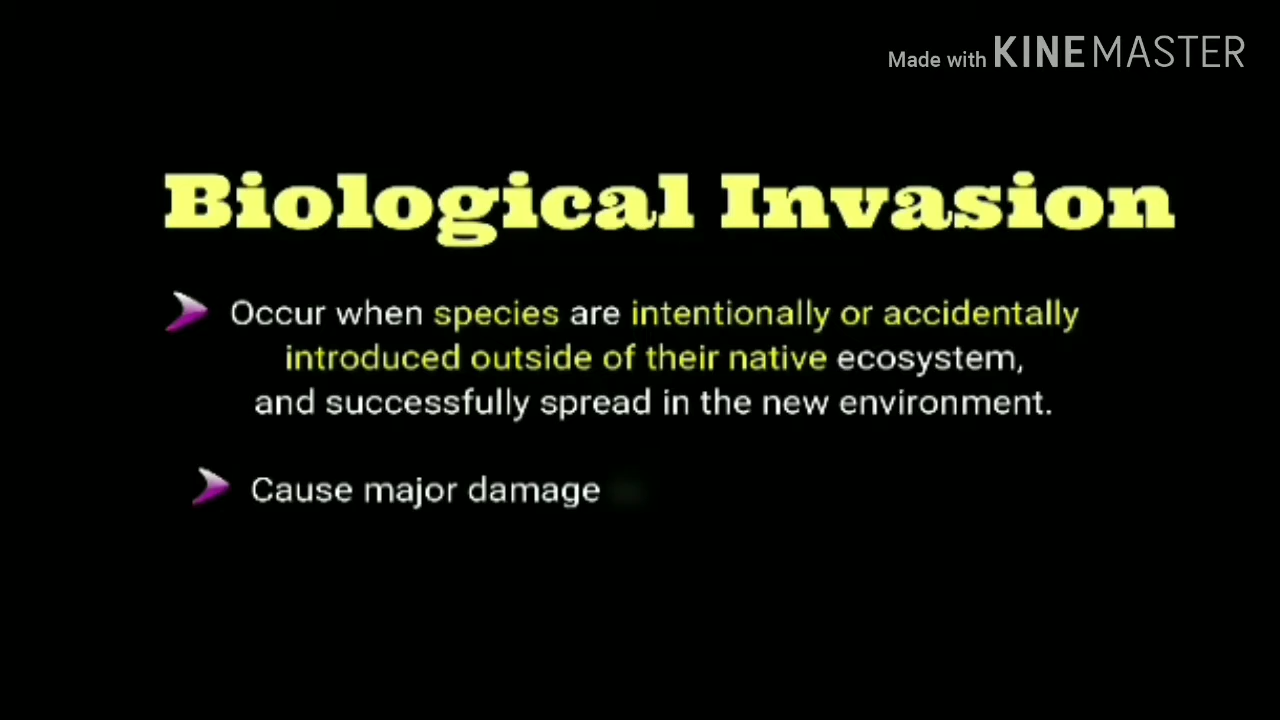 Made with KINEMASTER
Biological Invasion
Occur when species are intentionally or accidentally
introduced outside of their native ecosystem,
and successfully spread in the new environment.
Cause major damage